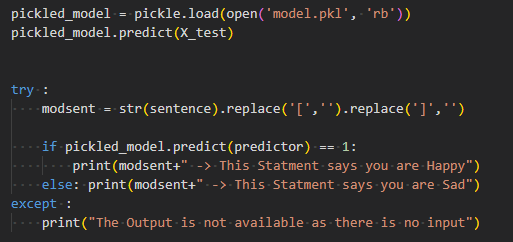 pickled_model = pickle.load(open('model.pkl', 'rb'))
pickled_model.predict(X_test)
try :
    modsent = str(sentence).replace('[','').replace(']','')
    if pickled_model.predict(predictor) == 1:
        print(modsent+" -> This Statment says you are Happy")
    else: print(modsent+" -> This Statment says you are Sad")
except :
    print("The Output is not available as there is no input")